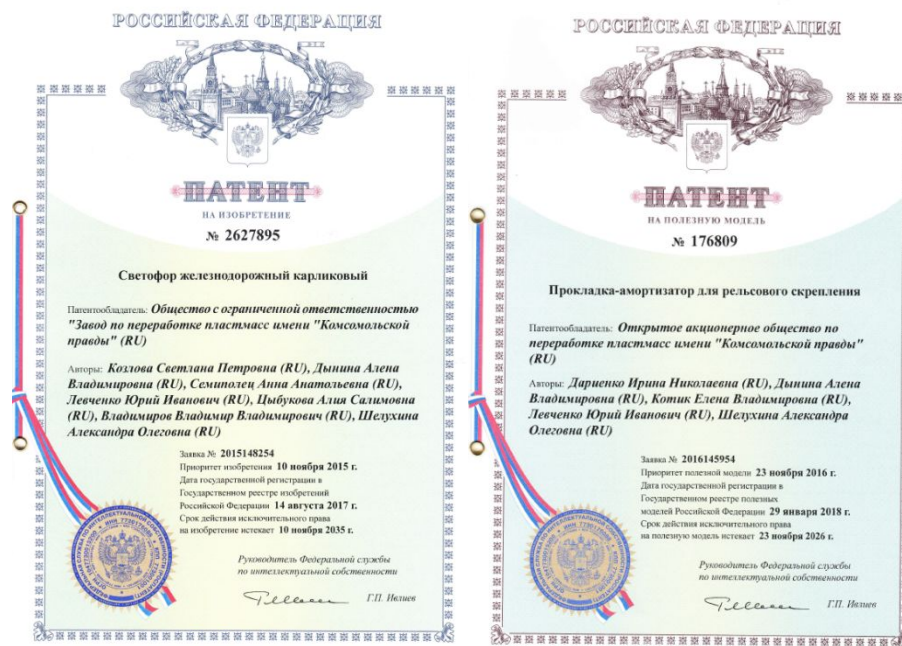 РОССИЙСКАЯ ФЕДЕРАЦИЯ
ПАТЕНТ
НА ИЗОБРЕТЕНИЕ
№ 2627895
Светофор железнодорожный карликовый
Патентообладатель: Общество с ограниченной ответственностью
"Завод по переработке пластмасс имени "Комсомольской
правды" (RU)
Авторы: Козлова Светлана Петровна (RU), Дынина Алена
Владимировна (RU), Семиполец Анна Анатольевна (RU),
Левченко Юрий Иванович (RU), Цыбукова Алия Салимовна
(RU), Владимиров Владимир Владимирович (RU), Шелухина
Александра Олеговна (RU)
Заявка № 2015148254
Приоритет изобретения 10 ноября 2015 г.
Дата государственной регистрации в
Государственном реестре изобретений
Российской Федерации 14 августа 2017 г.
Срок действия исключительного права
на изобретение истекает 10 ноября 2035 г.
Руководитель Федеральной службы
по интеллектуальной собственности
Г.П. Ивлиев
РОССИЙСКАЯ ФЕДЕРАЦИЯ
ПАТЕНТ
НА ПОЛЕЗНУЮ МОДЕЛЬ
№ 176809
Прокладка-амортизатор для рельсового скрепления
Патентообладатель: Открытое акционерное общество по
переработке пластмасс имени "Комсомольской правды"
(RU)
Авторы: Дариенко Ирина Николаевна (RU), Дынина Алена
Владимировна (RU), Котик Елена Владимировна (RU),
Левченко Юрий Иванович (RU), Шелухина Александра
Олеговна (RU)
Заявка № 2016145954
Приоритет полезной модели 23 ноября 2016 г.
Дата государственной регистрации в
Государственном реестре полезных
моделей Российской Федерации 29 января 2018 г.
Срок действия исключительного права
на полезную модель истекает 23 ноября 2026 г.
Руководитель Федеральной службы
по интеллектуальной собственности
Г.П. Ивлиев